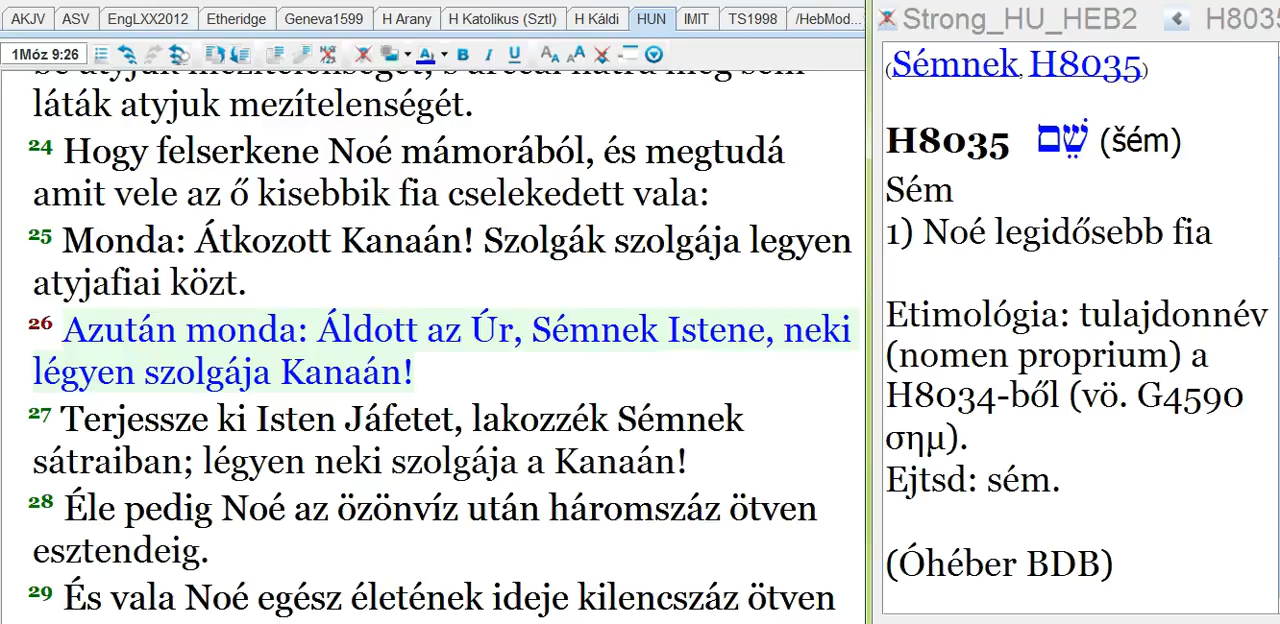 AKJV ASV EngLXX2012 Etheridge Geneva1599 H Arany H Katolikus (Sztl) H Káldi HUN IMIT TS1998 /HebMod...
1Móz 9:26
láták atyjuk mezítelenségét.
24 Hogy felserkene Noé mámorából, és megtudá
amit vele az ő kisebbik fia cselekedett vala:
25 Monda: Átkozott Kanaán! Szolgák szolgája legyen
atyjafiai közt.
26 Azután monda: Áldott az Úr, Sémnek Istene, neki
légyen szolgája Kanaán!
27 Terjessze ki Isten Jáfetet, lakozzék Sémnek
sátraiban; légyen neki szolgája a Kanaán!
28 Éle pedig Noé az özönvíz után háromszáz ötven
esztendeig.
29 És vala Noé egész életének ideje kilencszáz ötven
Strong_HU_HEB2 H8035
(Sémnek, H8035)
H8035 שֵׁם (šém)
Sém
1) Noé legidősebb fia
Etimológia: tulajdonnév
(nomen proprium) a
H8034-ből (vö. G4590
σημ).
Ejtsd: sém.
(Óhéber BDB)